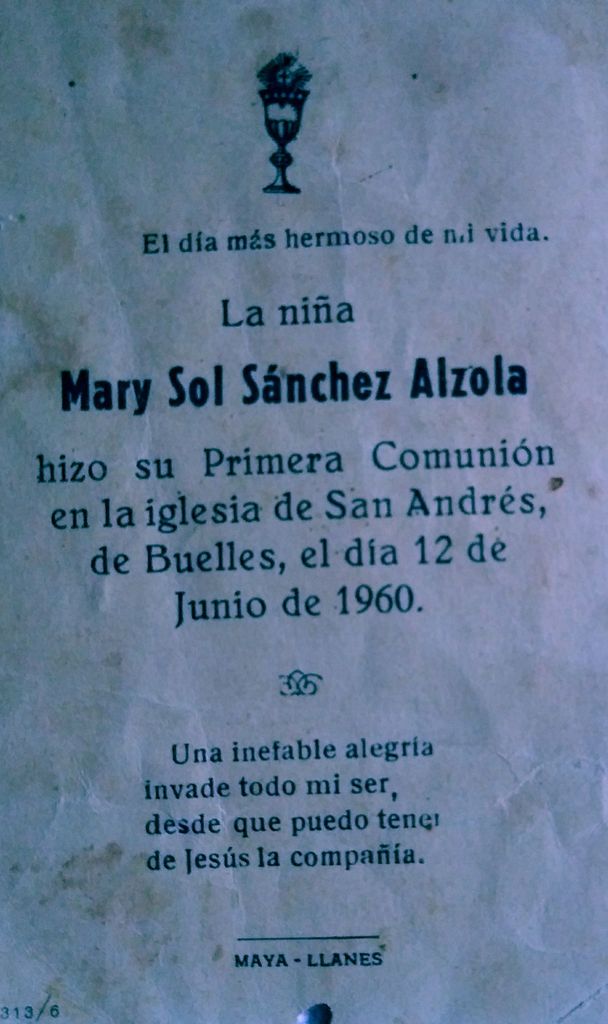 El día más hermoso de mi vida.
La niña
Mary Sol Sánchez Alzola
hizo su Primera Comunión
en la iglesia de San Andrés,
de Buelles, el día 12 de
Junio de 1960.
Una inefable alegría
invade todo mi ser,
desde que puedo tener
de Jesús la compañía.
MAYA - LLANES
313/6